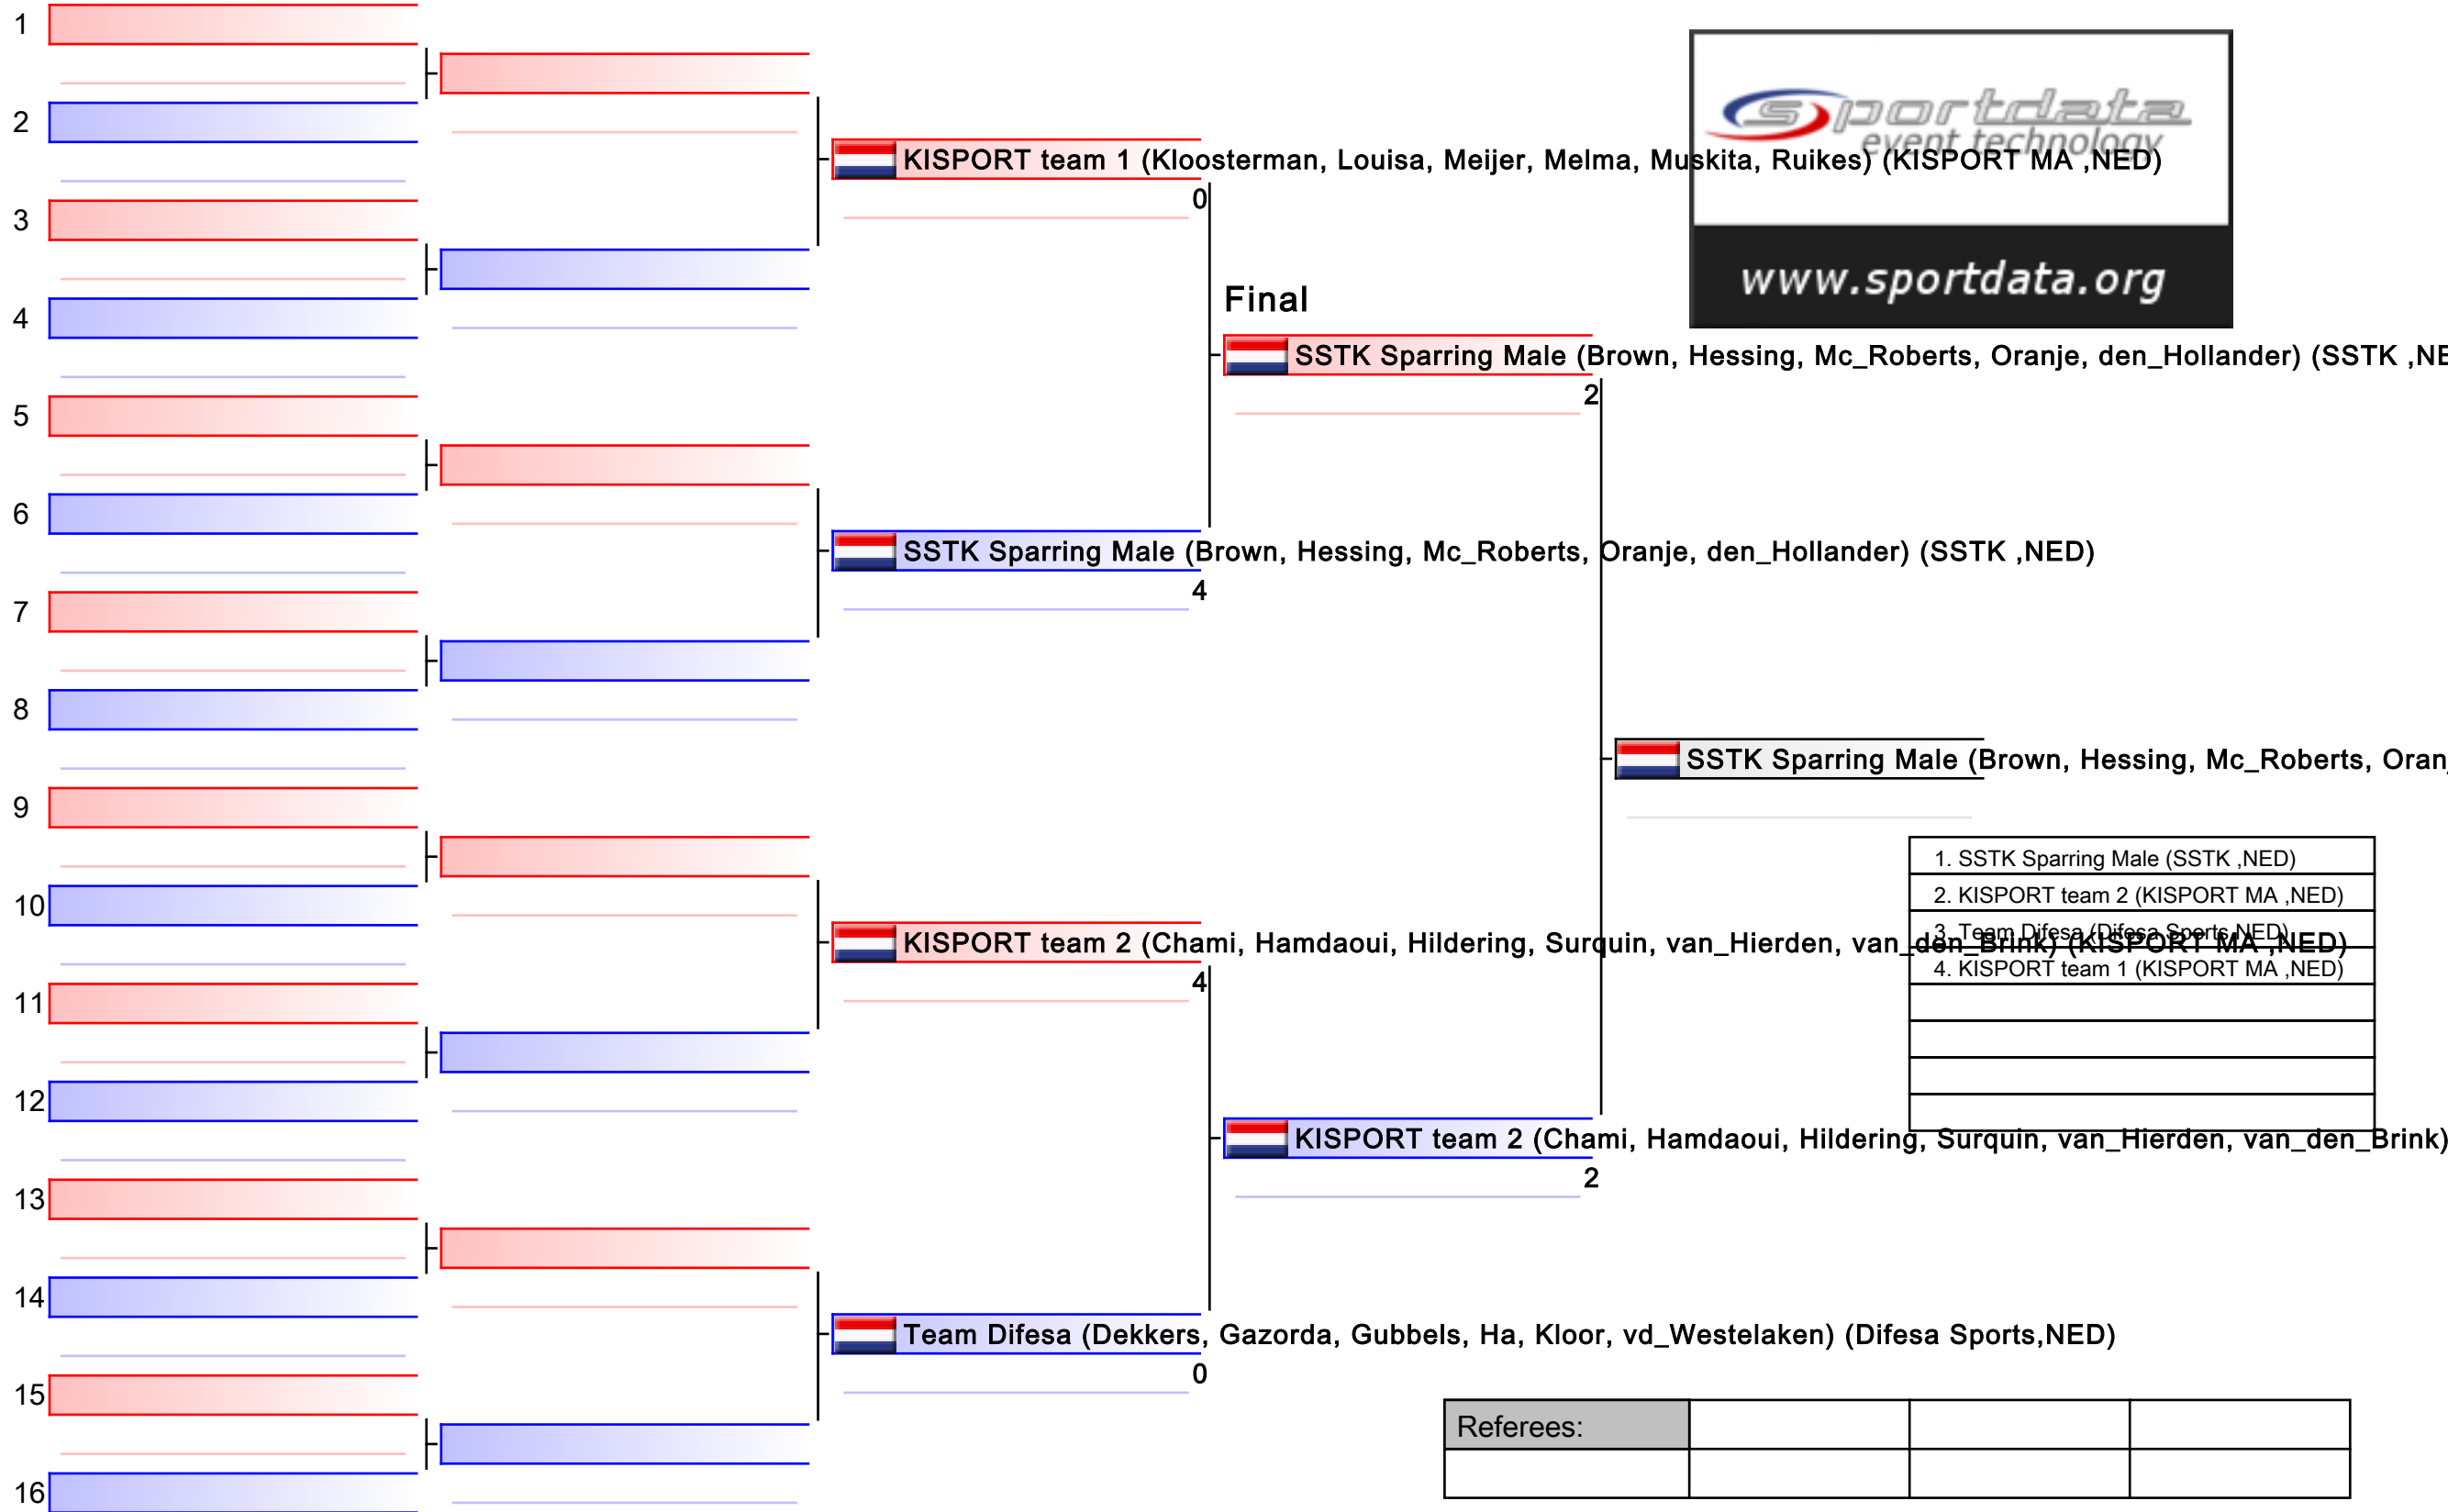 1
2
3
4
5
6
7
8
9
10
11
12
13
14
15
16
KISPORT team 1 (Kloosterman, Louisa, Meijer, Melma, Muskita, Ruikes) (KISPORT MA ,NED)
0
SSTK Sparring Male (Brown, Hessing, Mc_Roberts, Oranje, den_Hollander) (SSTK ,NED)
4
KISPORT team 2 (Chami, Hamdaoui, Hildering, Surquin, van_Hierden, van_den_Brink) (KISPORT MA ,NED)
4
Team Difesa (Dekkers, Gazorda, Gubbels, Ha, Kloor, vd_Westelaken) (Difesa Sports,NED)
0
Final
SSTK Sparring Male (Brown, Hessing, Mc_Roberts, Oranje, den_Hollander) (SSTK ,NE
2
KISPORT team 2 (Chami, Hamdaoui, Hildering, Surquin, van_Hierden, van_den_Brink)
2
SSTK Sparring Male (Brown, Hessing, Mc_Roberts, Oran
sportdata
event technology
www.sportdata.org
1. SSTK Sparring Male (SSTK ,NED)
2. KISPORT team 2 (KISPORT MA ,NED)
3. Team Difesa (Difesa Sports,NED)
4. KISPORT team 1 (KISPORT MA ,NED)
Referees: